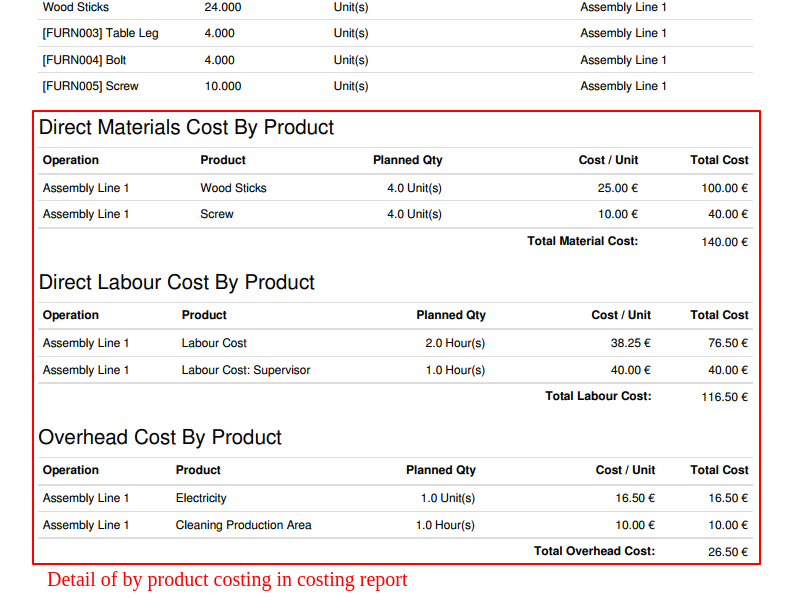 Wood Sticks 24.000 Unit(s) Assembly Line 1
[FURN003] Table Leg 4.000 Unit(s) Assembly Line 1
[FURN004] Bolt 4.000 Unit(s) Assembly Line 1
[FURN005] Screw 10.000 Unit(s) Assembly Line 1
Direct Materials Cost By Product
Operation Product Planned Qty Cost / Unit Total Cost
Assembly Line 1 Wood Sticks 4.0 Unit(s) 25.00 € 100.00 €
Assembly Line 1 Screw 4.0 Unit(s) 10.00 € 40.00 €
Total Material Cost: 140.00 €
Direct Labour Cost By Product
Operation Product Planned Qty Cost / Unit Total Cost
Assembly Line 1 Labour Cost 2.0 Hour(s) 38.25 € 76.50 €
Assembly Line 1 Labour Cost: Supervisor 1.0 Hour(s) 40.00 € 40.00 €
Total Labour Cost: 116.50 €
Overhead Cost By Product
Operation Product Planned Qty Cost / Unit Total Cost
Assembly Line 1 Electricity 1.0 Unit(s) 16.50 € 16.50 €
Assembly Line 1 Cleaning Production Area 1.0 Hour(s) 10.00 € 10.00 €
Total Overhead Cost: 26.50 €
Detail of by product costing in costing report